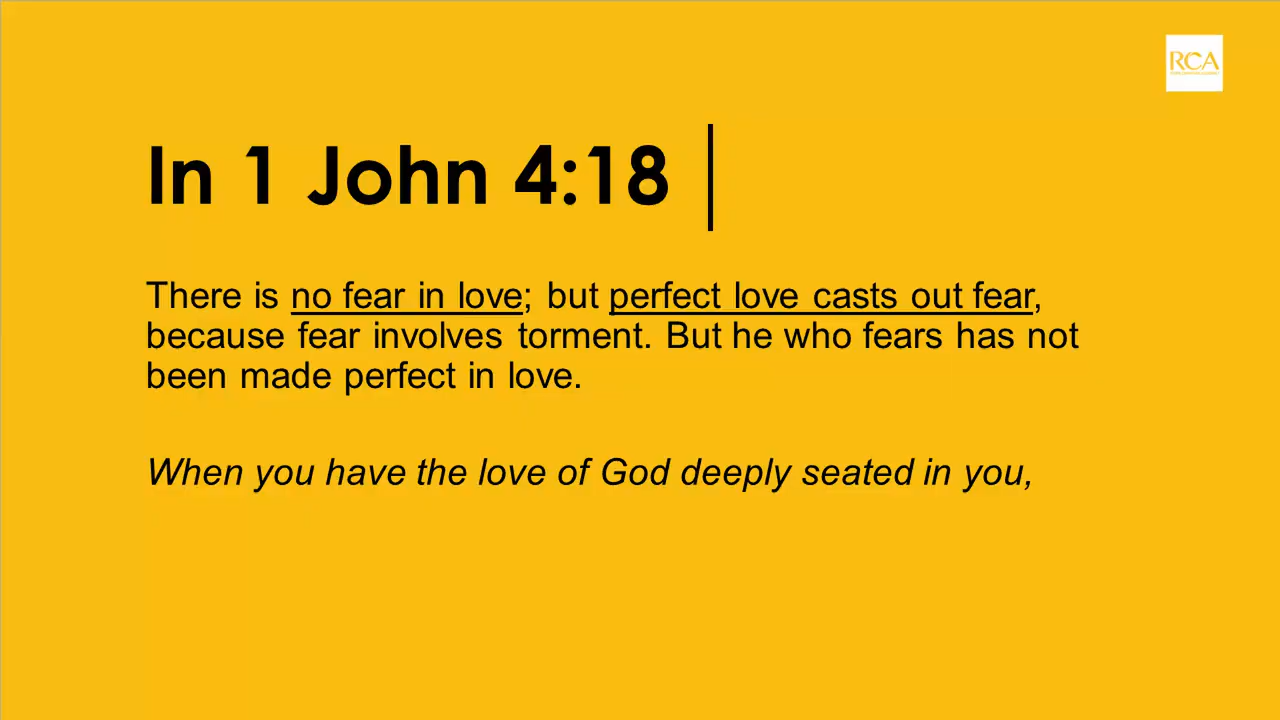 RCA
In 1 John 4:18
There is no fear in love; but perfect love casts out fear,
because fear involves torment. But he who fears has not
been made perfect in love.
When you have the love of God deeply seated in you,